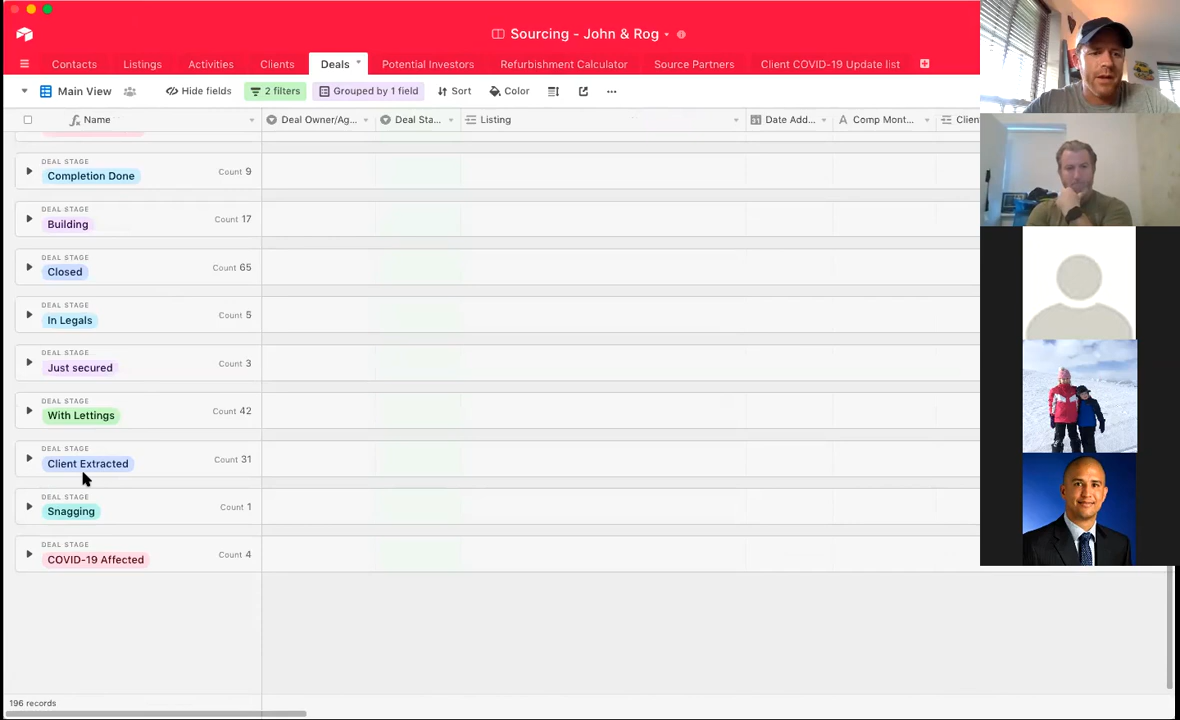 Sourcing - John & Rog
Contacts
Listings
Activities
Clients
Deals
Potential Investors
Refurbishment Calculator
Source Partners
Client COVID-19 Update list
Main View
Hide fields
2 filters
Grouped by 1 field
Sort
Color
Name
Deal Owner/Ag...
Deal Sta...
Listing
Date Add...
Comp Mont...
Clien
DEAL STAGE
Completion Done
Count 9
DEAL STAGE
Building
Count 17
DEAL STAGE
Closed
Count 65
DEAL STAGE
In Legals
Count 5
DEAL STAGE
Just secured
Count 3
DEAL STAGE
With Lettings
Count 42
DEAL STAGE
Client Extracted
Count 31
DEAL STAGE
Snagging
Count 1
DEAL STAGE
COVID-19 Affected
Count 4
196 records